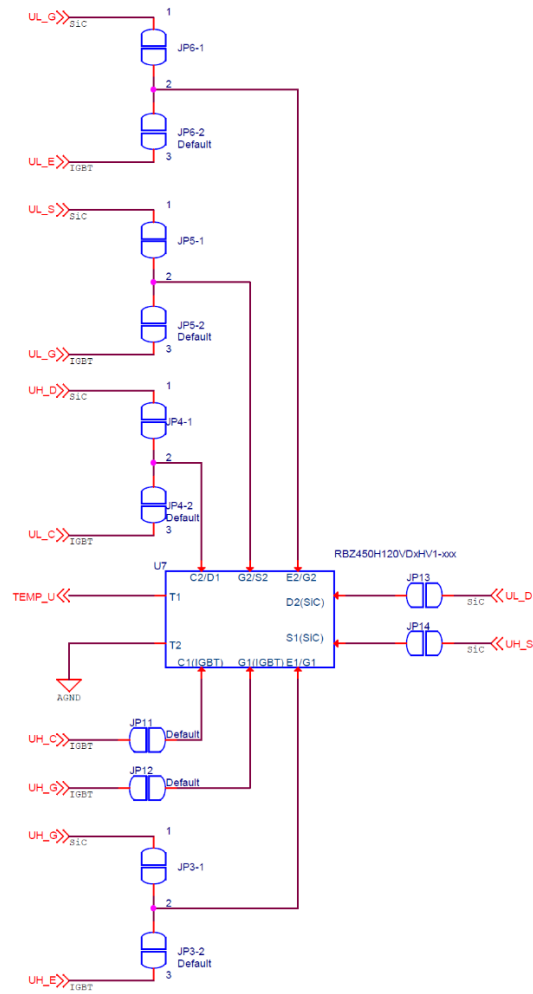 1
UL_G
SiC
JP6-1
2
JP6-2
Default
UL_E
IGBT
3
1
UL_S
SiC
JP5-1
2
JP5-2
Default
UL_G
IGBT
3
1
UH_D
SiC
JP4-1
2
JP4-2
Default
UL_C
IGBT
3
RBZ450H120VDxHV1-xxx
U7
C2/D1 G2/S2 E2/G2
TEMP_U
T1
D2(SIC)
JP13
UL_D
SiC
T2
S1(SIC)
JP14
UH_S
SiC
C1(IGBT) G1(IGBT) E1/G1
AGND
JP11
UH_C
IGBT
Default
JP12
UH_G
IGBT
Default
1
UH_G
SiC
JP3-1
2
JP3-2
Default
UH_E
IGBT
3